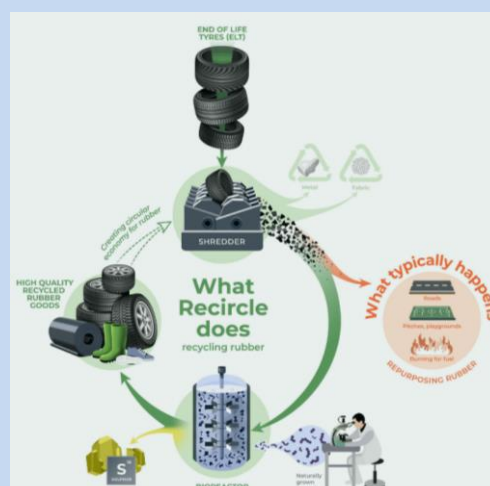 END OF LIFE
TYRES (ELT)
Metal
Fabric
SHREDDER
Creating circular
economy for rubber
HIGH QUALITY
RECYCLED
RUBBER
GOODS
What
Recircle
does
recycling rubber
What typically happens
Roads
Pitches, playgrounds
Burning for fuel
REPURPOSING RUBBER
S
Naturally
grown